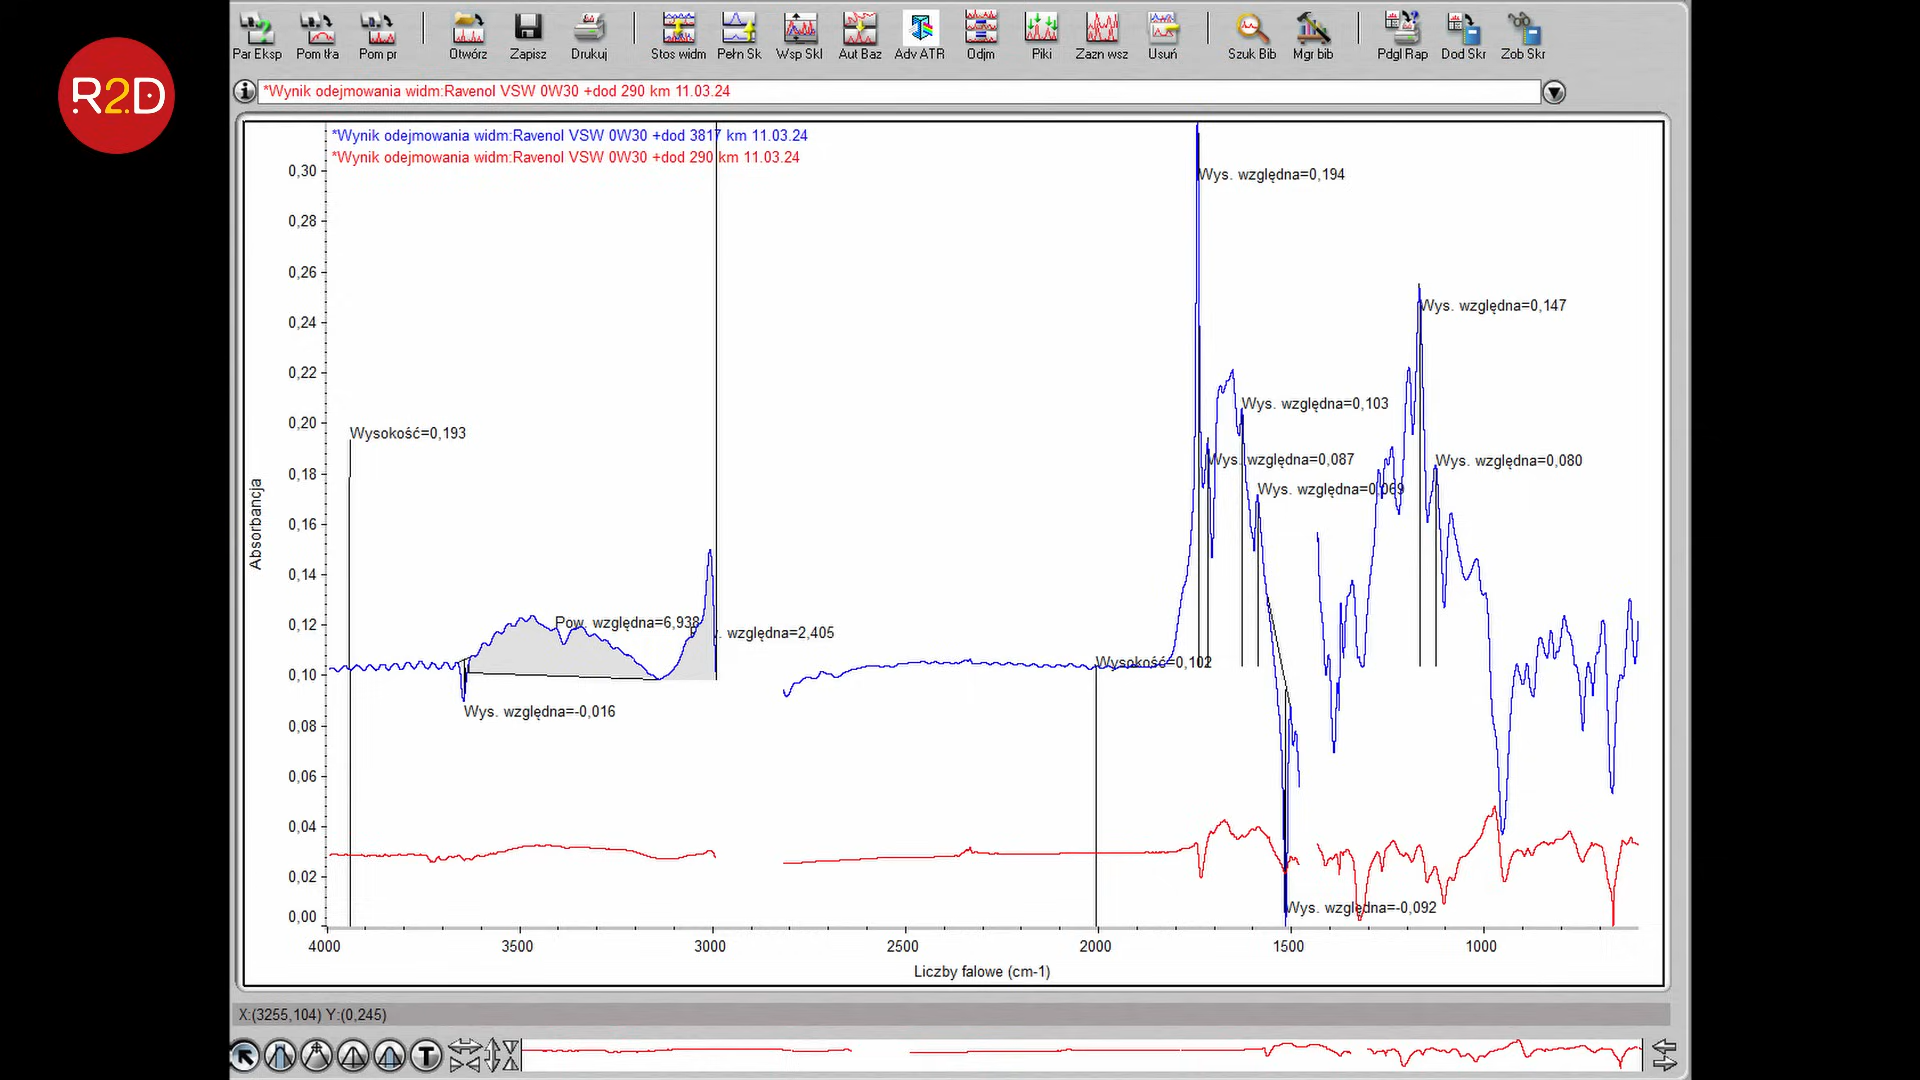 R2D
Par Eksp Pom tła Pom pr Otwórz Zapisz Drukuj Stos widm Pełn Sk Wsp Skl Aut Baz Adv ATR Odjm Piki Zazn wsz Usuń Szuk Bib Mgr bib Pdgl Rap Dod Skr Zob Skr
*Wynik odejmowania widm:Ravenol VSW 0W30 +dod 290 km 11.03.24
*Wynik odejmowania widm:Ravenol VSW 0W30 +dod 3817 km 11.03.24
*Wynik odejmowania widm:Ravenol VSW 0W30 +dod 290 km 11.03.24
0,30
Wys. względna=0,194
0,28
0,26
0,24
Wys. względna=0,147
0,22
Wys. względna=0,103
0,20
Wysokość=0,193
0,18
Wys. względna=0,087
Wys. względna=0,080
Wys. względna=0,069
0,16
Absorbancja
0,14
0,12
Pow. względna=6,938
względna=2,405
Wysokość=0,102
0,10
Wys. względna=-0,016
0,08
0,06
0,04
0,02
Wys. względna=-0,092
0,00
4000 3500 3000 2500 2000 1500 1000
Liczby falowe (cm-1)
X:(3255,104) Y:(0,245)
T